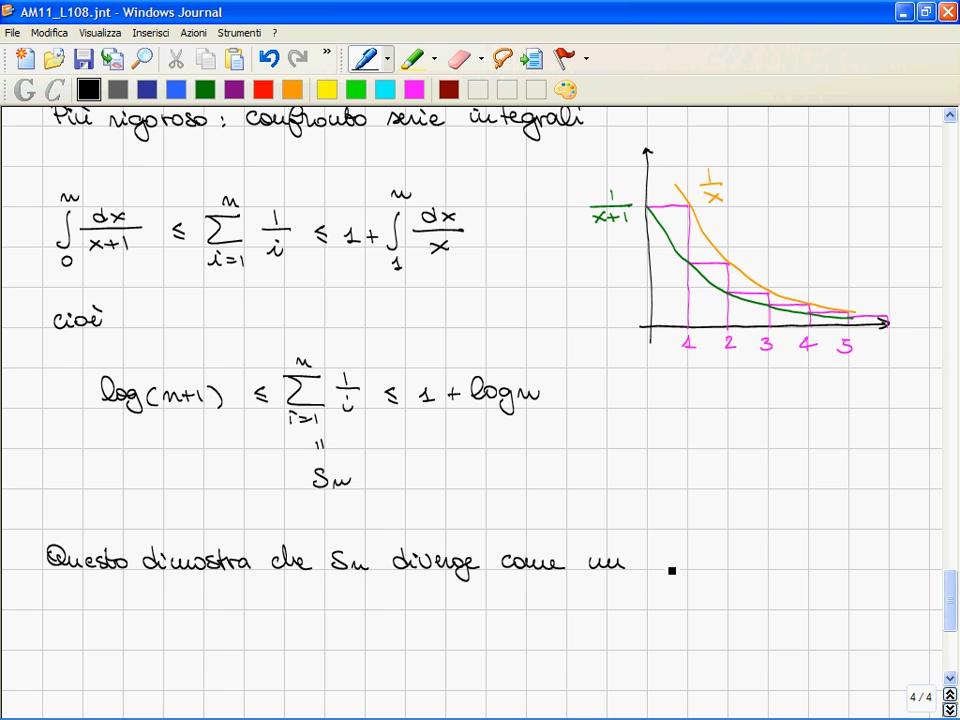 AM11_L108.jnt - Windows Journal
File Modifica Visualizza Inserisci Azioni Strumenti ?
Più rigoroso: confronto serie integrali
∫₀ⁿ dx/(x+1) ≤ ∑ᵢ₌₁ⁿ 1/i ≤ 1 + ∫₁ⁿ dx/x
1/(x+1)
1/x
1 2 3 4 5
cioè
log(n+1) ≤ ∑ᵢ₌₁ⁿ 1/i ≤ 1 + log n
=
Sn
Questo dimostra che Sn diverge come un
4 / 4